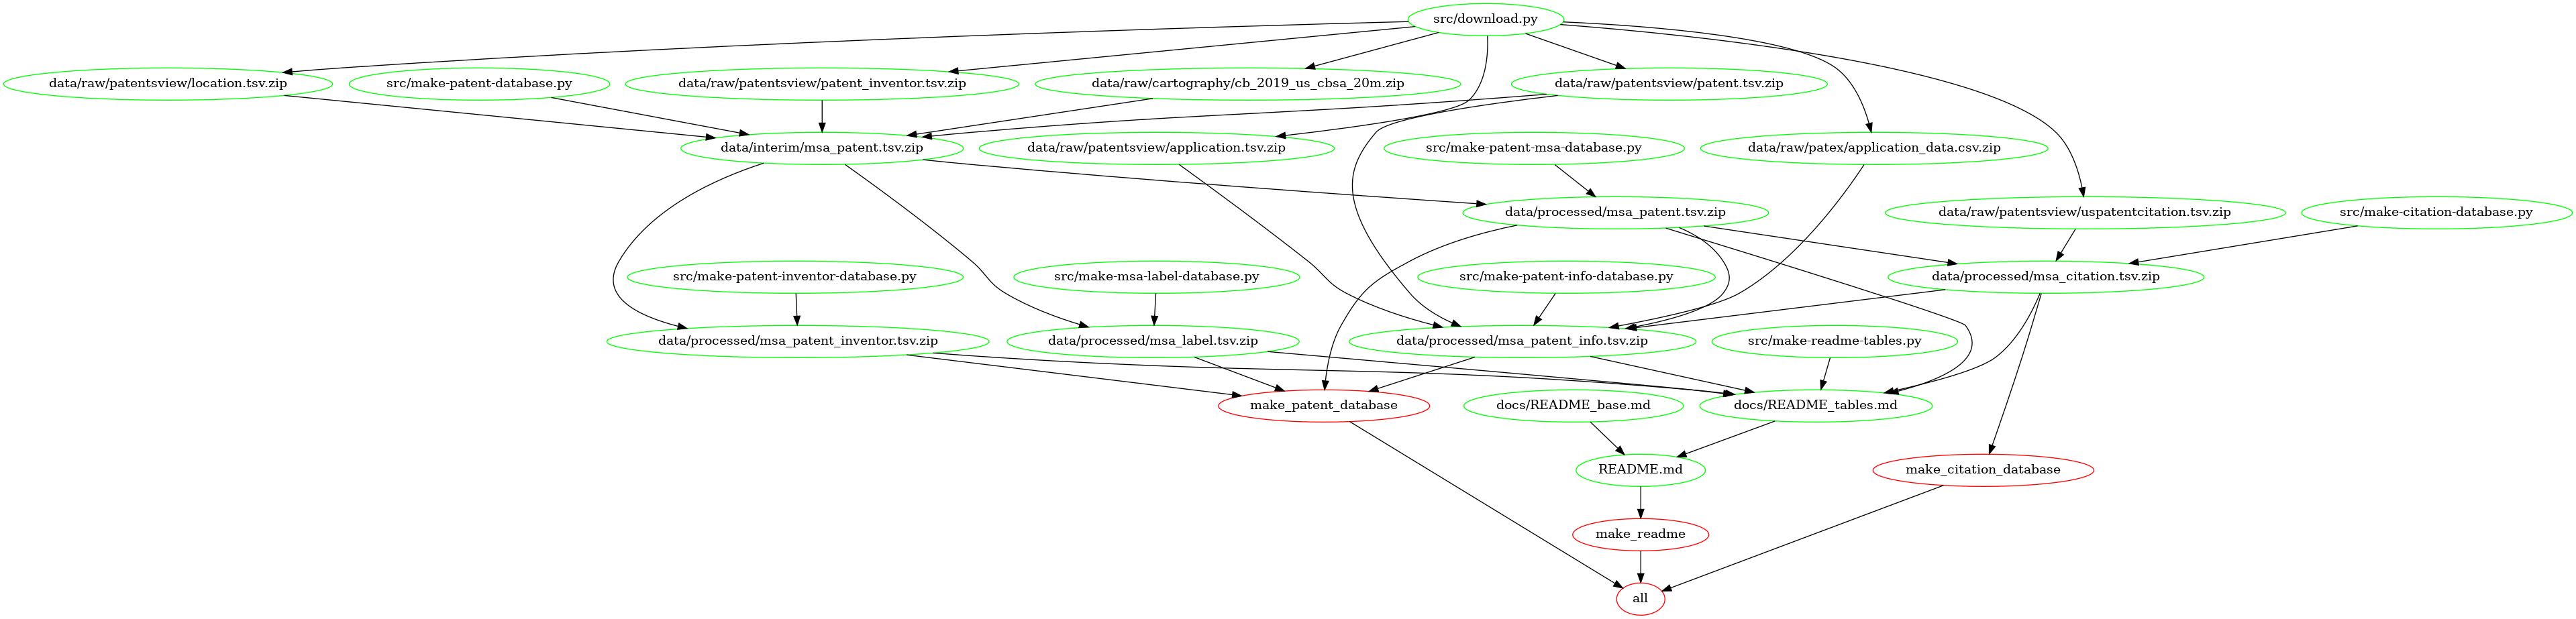 src/download.py
data/raw/patentsview/location.tsv.zip
src/make-patent-database.py
data/raw/patentsview/patent_inventor.tsv.zip
data/raw/cartography/cb_2019_us_cbsa_20m.zip
data/raw/patentsview/patent.tsv.zip
data/interim/msa_patent.tsv.zip
data/raw/patentsview/application.tsv.zip
src/make-patent-msa-database.py
data/raw/patex/application_data.csv.zip
data/processed/msa_patent.tsv.zip
data/raw/patentsview/uspatentcitation.tsv.zip
src/make-citation-database.py
src/make-patent-inventor-database.py
src/make-msa-label-database.py
src/make-patent-info-database.py
data/processed/msa_citation.tsv.zip
data/processed/msa_patent_inventor.tsv.zip
data/processed/msa_label.tsv.zip
data/processed/msa_patent_info.tsv.zip
src/make-readme-tables.py
make_patent_database
docs/README_base.md
docs/README_tables.md
README.md
make_citation_database
make_readme
all